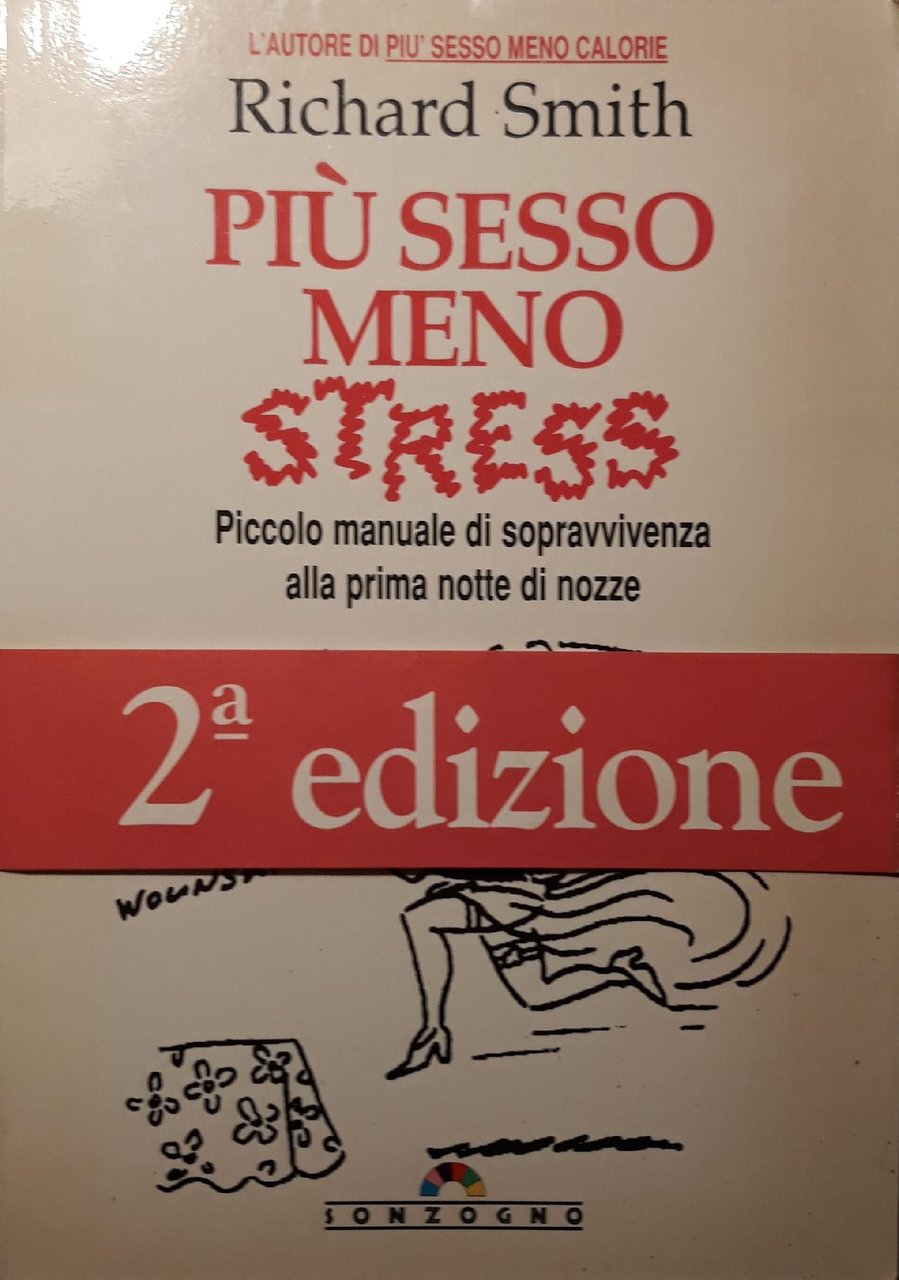 L'AUTORE DI PIU' SESSO MENO CALORIE
Richard Smith
PIÙ SESSO
MENO
STRESS
Piccolo manuale di sopravvivenza
alla prima notte di nozze
2ª edizione
SONZOGNO